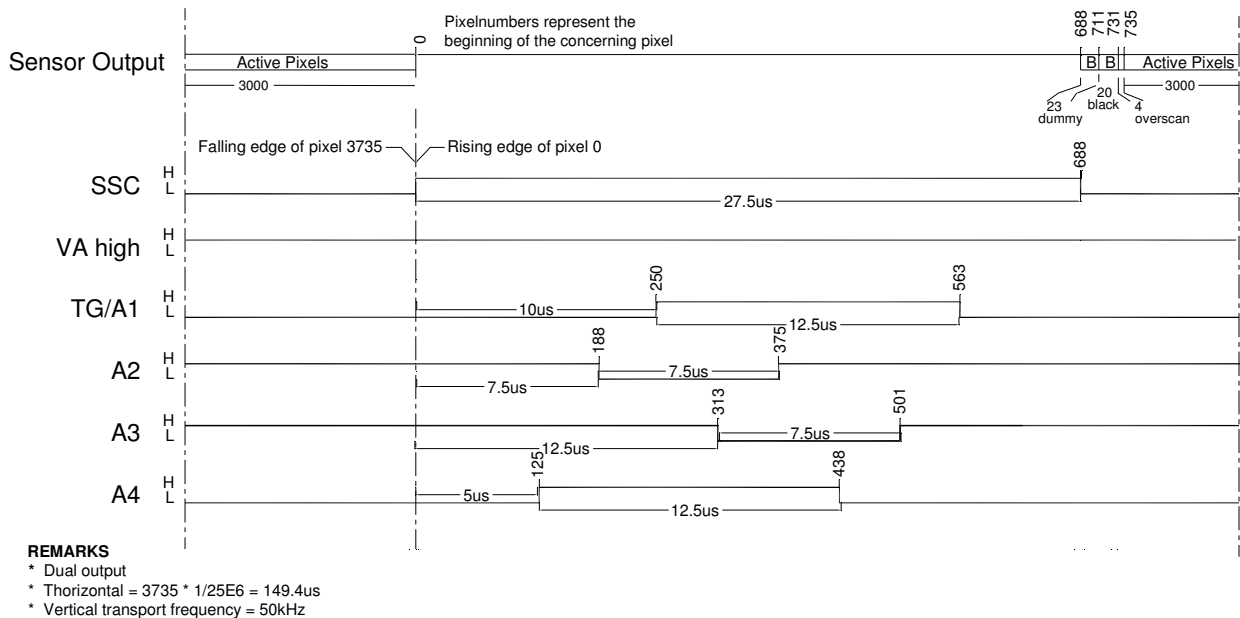 Pixelnumbers represent the
beginning of the concerning pixel
0
688
711
731
735
Sensor Output
Active Pixels
B
B
Active Pixels
3000
3000
23
dummy
20
black
4
overscan
Falling edge of pixel 3735
Rising edge of pixel 0
688
SSC
H
L
27.5us
VA high
H
L
250
563
TG/A1
H
L
10us
12.5us
188
375
A2
H
L
7.5us
7.5us
313
501
A3
H
L
12.5us
7.5us
125
438
A4
H
L
5us
12.5us
REMARKS
* Dual output
* Thorizontal = 3735 * 1/25E6 = 149.4us
* Vertical transport frequency = 50kHz